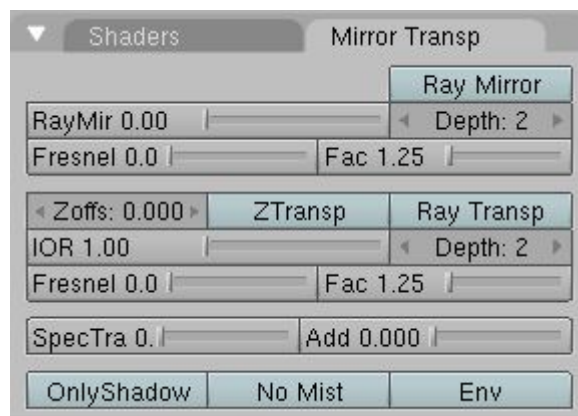 Shaders Mirror Transp
Ray Mirror
RayMir 0.00 Depth: 2
Fresnel 0.0 Fac 1.25
Zoffs: 0.000 ZTransp Ray Transp
IOR 1.00 Depth: 2
Fresnel 0.0 Fac 1.25
SpecTra 0. Add 0.000
OnlyShadow No Mist Env